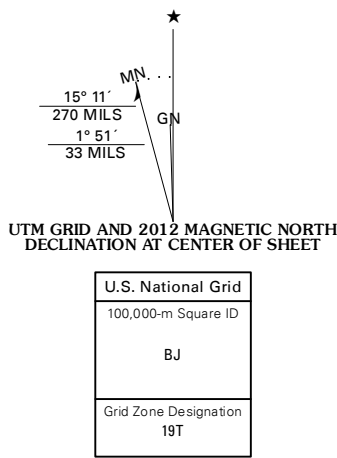 MN
15° 11´
270 MILS
GN
1° 51´
33 MILS
UTM GRID AND 2012 MAGNETIC NORTH
DECLINATION AT CENTER OF SHEET
U.S. National Grid
100,000-m Square ID
BJ
Grid Zone Designation
19T